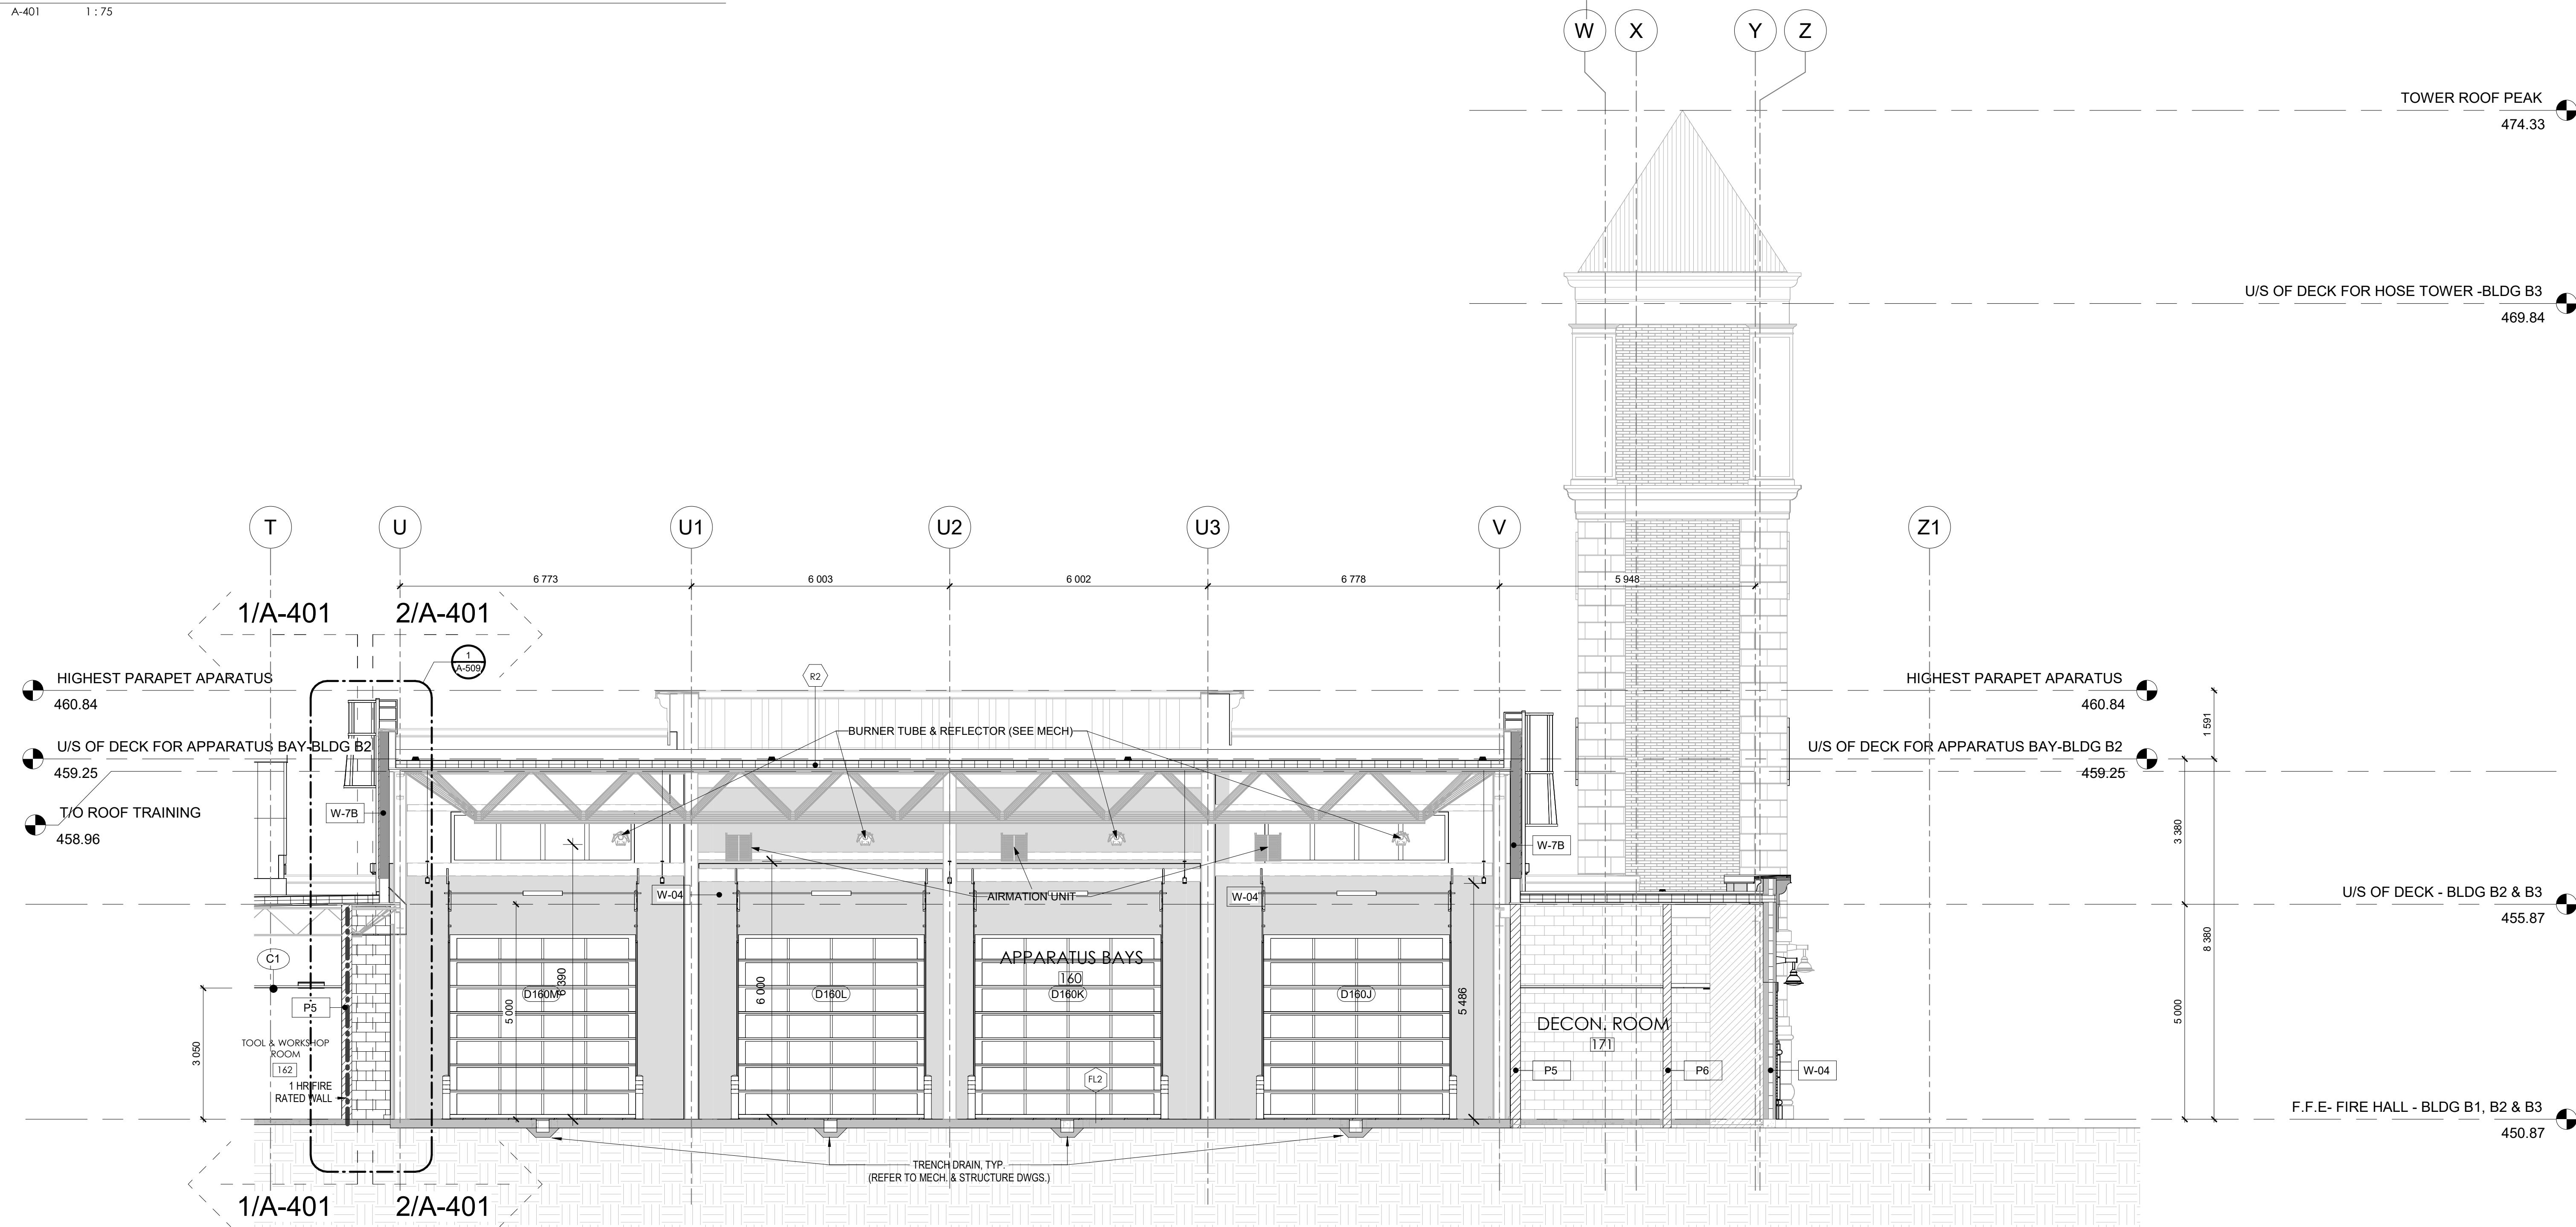 A-401 1 : 75
W X Y Z
TOWER ROOF PEAK
474.33
U/S OF DECK FOR HOSE TOWER -BLDG B3
469.84
T U U1 U2 U3 V Z1
6 773 6 003 6 002 6 778 5 948
1/A-401 2/A-401
1
A-509
HIGHEST PARAPET APARATUS
460.84
R2
HIGHEST PARAPET APARATUS
460.84
1 591
BURNER TUBE & REFLECTOR (SEE MECH)
U/S OF DECK FOR APPARATUS BAY-BLDG B2
459.25
U/S OF DECK FOR APPARATUS BAY-BLDG B2
459.25
T/O ROOF TRAINING
458.96
W-7B
W-7B
3 380
AIRMATION UNIT
W-04
W-04
U/S OF DECK - BLDG B2 & B3
455.87
8 380
C1
APPARATUS BAYS
160
D160M
D160L
D160K
D160J
6 390
5 000
6 000
5 486
5 000
P5
DECON. ROOM
171
3 050
TOOL & WORKSHOP
ROOM
162
1 HR FIRE
RATED WALL
FL2
P5
P6
W-04
F.F.E- FIRE HALL - BLDG B1, B2 & B3
450.87
TRENCH DRAIN, TYP.
(REFER TO MECH. & STRUCTURE DWGS.)
1/A-401 2/A-401